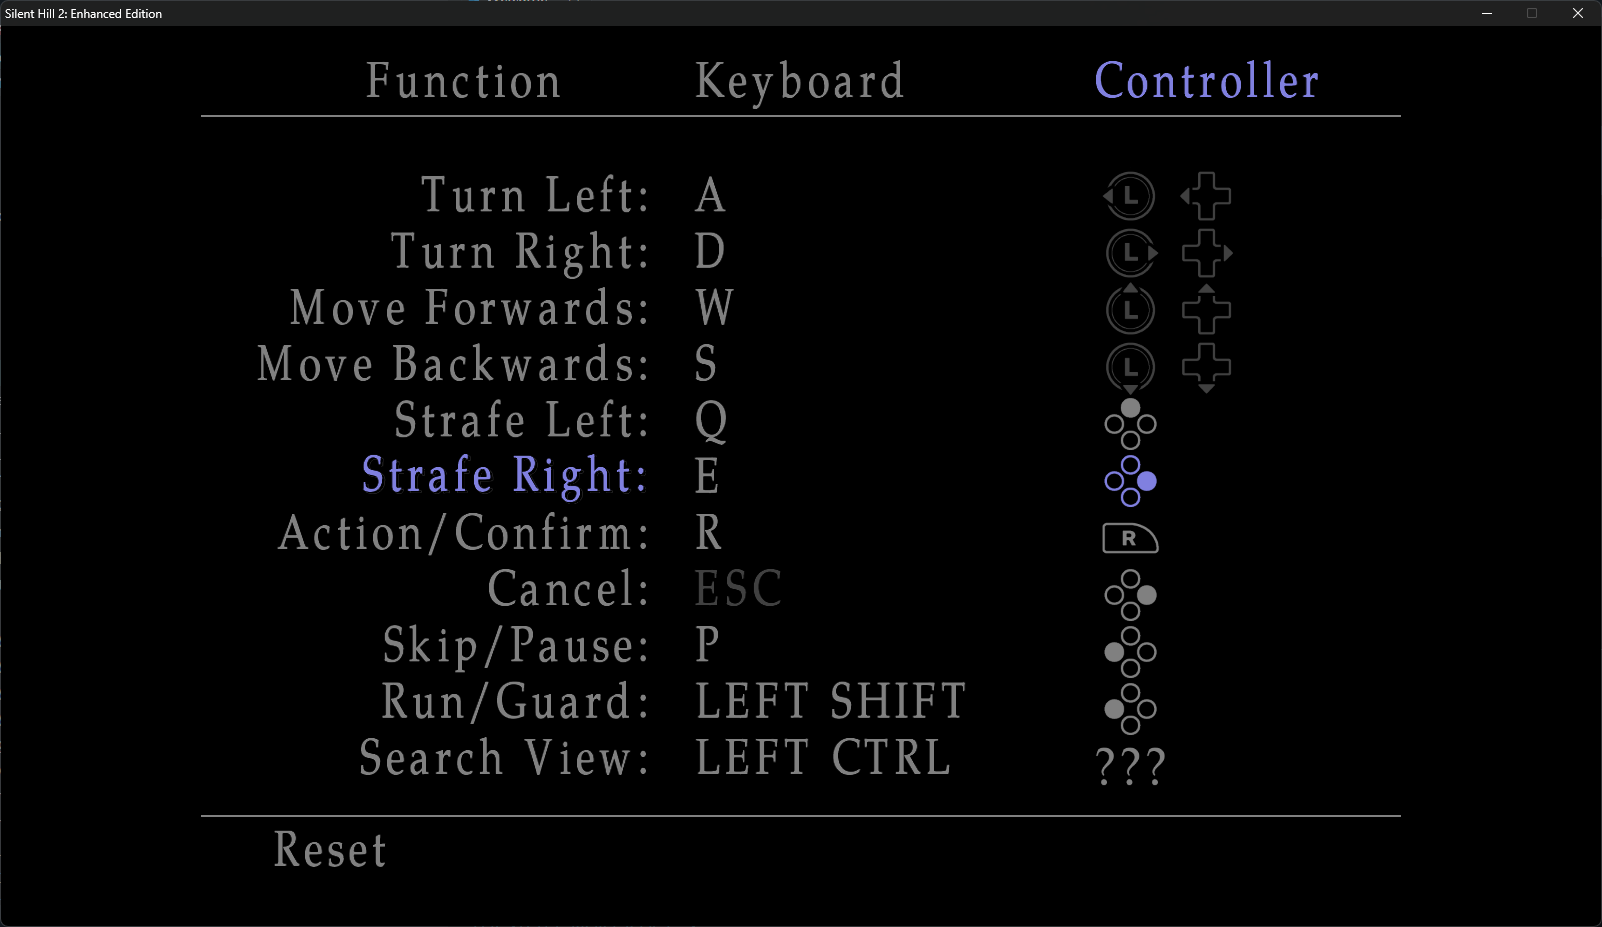 Silent Hill 2: Enhanced Edition
Function Keyboard Controller
Turn Left: A L
Turn Right: D L
Move Forwards: W L
Move Backwards: S L
Strafe Left: Q
Strafe Right: E
Action/Confirm: R R
Cancel: ESC
Skip/Pause: P
Run/Guard: LEFT SHIFT
Search View: LEFT CTRL ???
Reset